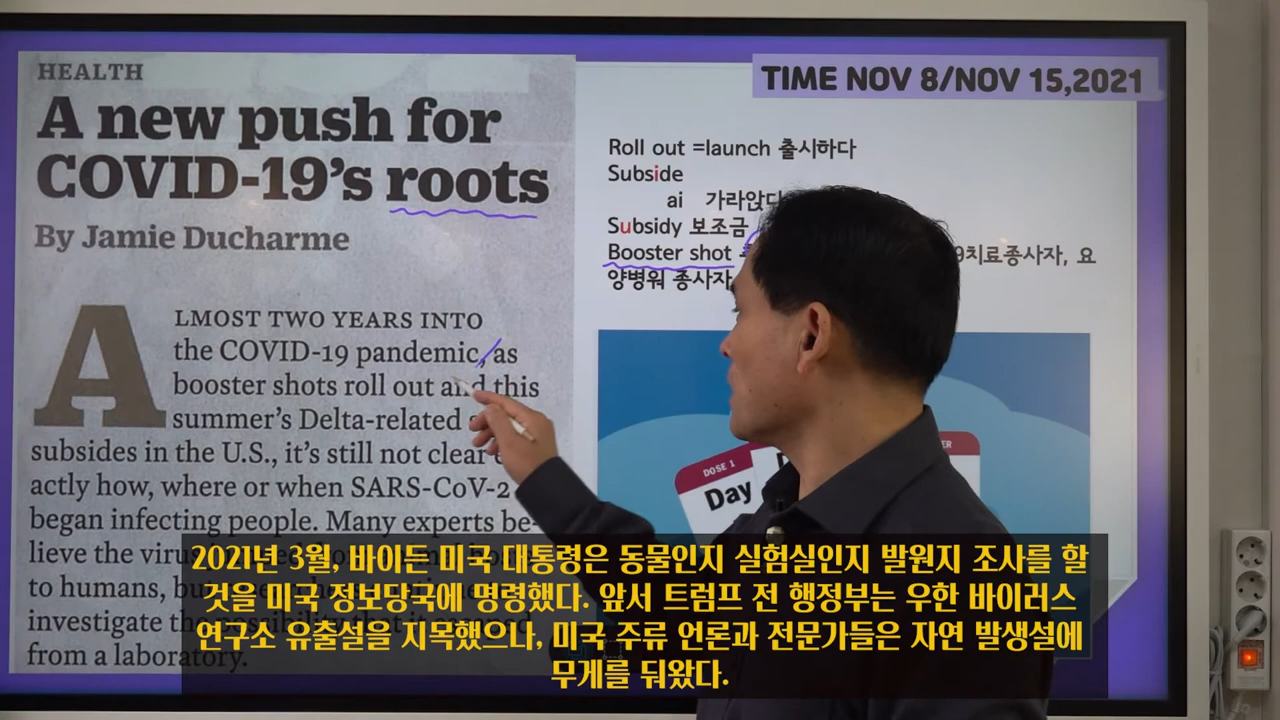 HEALTH
A new push for
COVID-19's roots
By Jamie Ducharme
ALMOST TWO YEARS INTO
the COVID-19 pandemic, as
booster shots roll out and this
summer's Delta-related
subsides in the U.S., it's still not clear
actly how, where or when SARS-CoV-2
began infecting people. Many experts be-
lieve the virus
to humans,
investigate the possibility that it
from a laboratory.
TIME NOV 8/NOV 15,2021
Roll out =launch 출시하다
Subside
ai 가라앉다
Subsidy 보조금
Booster shot 치료종사자, 요
양병원 종사자
DOSE 1
Day
2021년 3월, 바이든 미국 대통령은 동물인지 실험실인지 발원지 조사를 할
것을 미국 정보당국에 명령했다. 앞서 트럼프 전 행정부는 우한 바이러스
연구소 유출설을 지목했으니, 미국 주류 언론과 전문가들은 자연 발생설에
무게를 둬왔다.